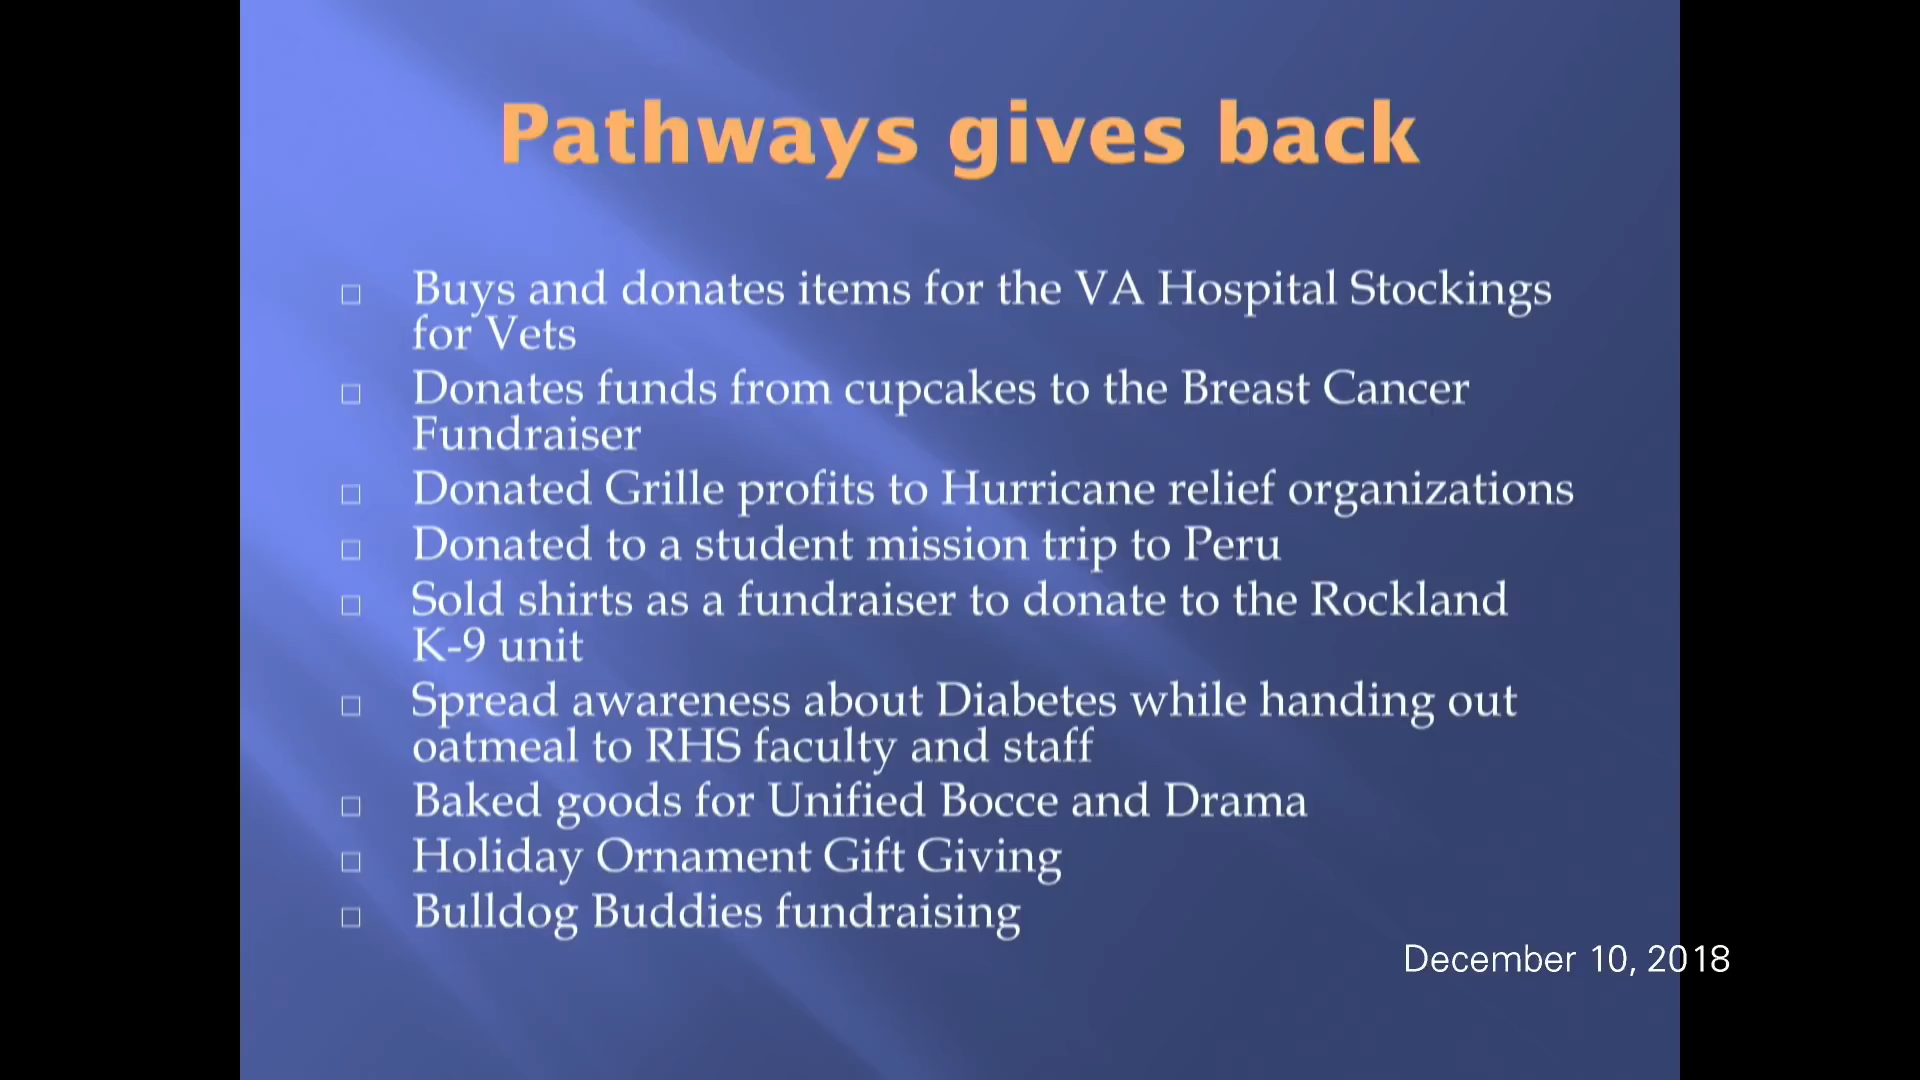 Pathways gives back
Buys and donates items for the VA Hospital Stockings
for Vets
Donates funds from cupcakes to the Breast Cancer
Fundraiser
Donated Grille profits to Hurricane relief organizations
Donated to a student mission trip to Peru
Sold shirts as a fundraiser to donate to the Rockland
K-9 unit
Spread awareness about Diabetes while handing out
oatmeal to RHS faculty and staff
Baked goods for Unified Bocce and Drama
Holiday Ornament Gift Giving
Bulldog Buddies fundraising
December 10, 2018